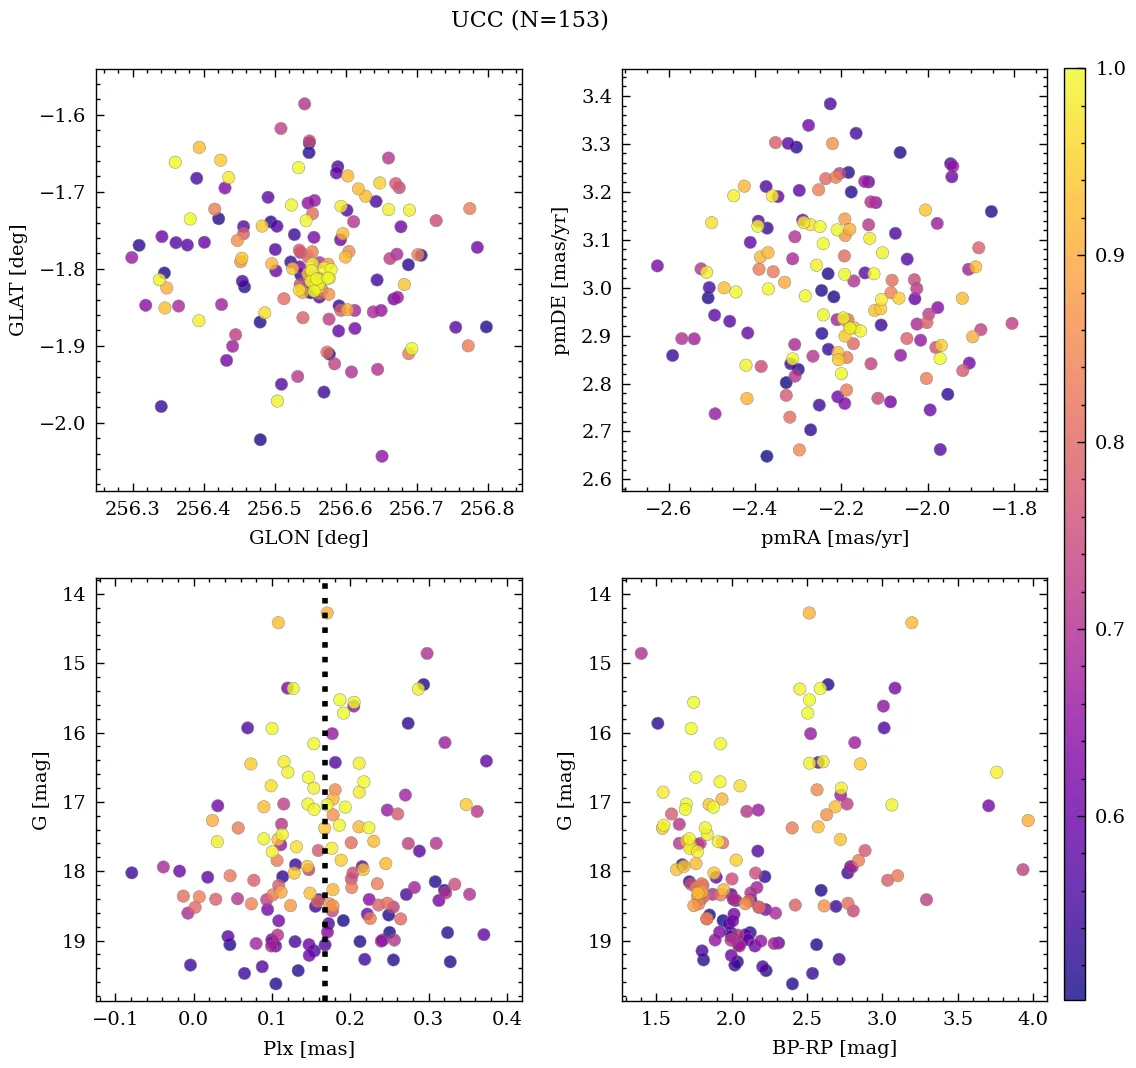 UCC (N=153)
−1.6
−1.7
−1.8
−1.9
−2.0
GLAT [deg]
256.3 256.4 256.5 256.6 256.7 256.8
GLON [deg]
3.4
3.3
3.2
3.1
3.0
2.9
2.8
2.7
2.6
pmDE [mas/yr]
−2.6 −2.4 −2.2 −2.0 −1.8
pmRA [mas/yr]
14
15
16
17
18
19
G [mag]
−0.1 0.0 0.1 0.2 0.3 0.4
Plx [mas]
14
15
16
17
18
19
G [mag]
1.5 2.0 2.5 3.0 3.5 4.0
BP-RP [mag]
1.0
0.9
0.8
0.7
0.6